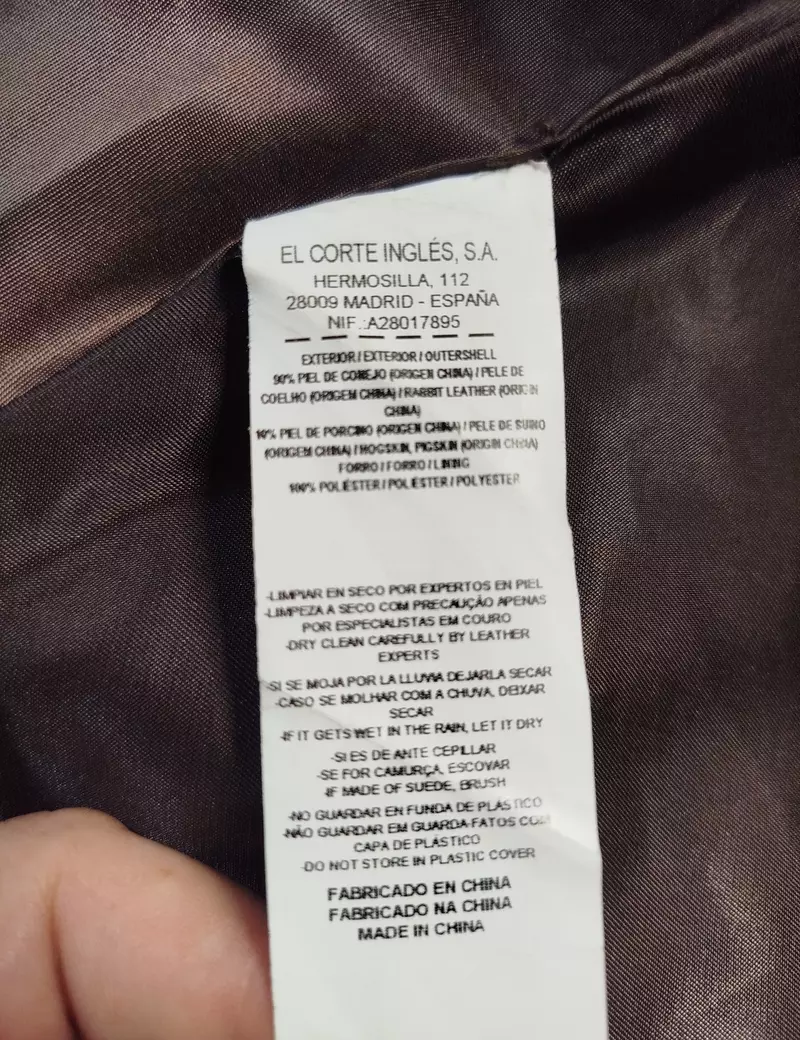 EL CORTE INGLÉS, S.A.
HERMOSILLA, 112
28009 MADRID - ESPAÑA
NIF.:A28017895
EXTERIOR / EXTERIOR / OUTERSHELL
90% PIEL DE CONEJO (ORIGEN CHINA) / PELE DE
COELHO (ORIGEM CHINA) / RABBIT LEATHER (ORIGIN
CHINA)
10% PIEL DE PORCINO (ORIGEN CHINA) / PELE DE SUINO
(ORIGEM CHINA) / HOGSKIN, PIGSKIN (ORIGIN CHINA)
FORRO / FORRO / LINING
100% POLIÉSTER / POLIÉSTER / POLYESTER
-LIMPIAR EN SECO POR EXPERTOS EN PIEL
-LIMPEZA A SECO COM PRECAUÇÃO APENAS
POR ESPECIALISTAS EM COURO
-DRY CLEAN CAREFULLY BY LEATHER
EXPERTS
-SI SE MOJA POR LA LLUVIA DEJARLA SECAR
-CASO SE MOLHAR COM A CHUVA, DEIXAR
SECAR
-IF IT GETS WET IN THE RAIN, LET IT DRY
-SI ES DE ANTE CEPILLAR
-SE FOR CAMURÇA, ESCOVAR
-IF MADE OF SUEDE, BRUSH
-NO GUARDAR EN FUNDA DE PLÁSTICO
-NÃO GUARDAR EM GUARDA-FATOS COM
CAPA DE PLÁSTICO
-DO NOT STORE IN PLASTIC COVER
FABRICADO EN CHINA
FABRICADO NA CHINA
MADE IN CHINA